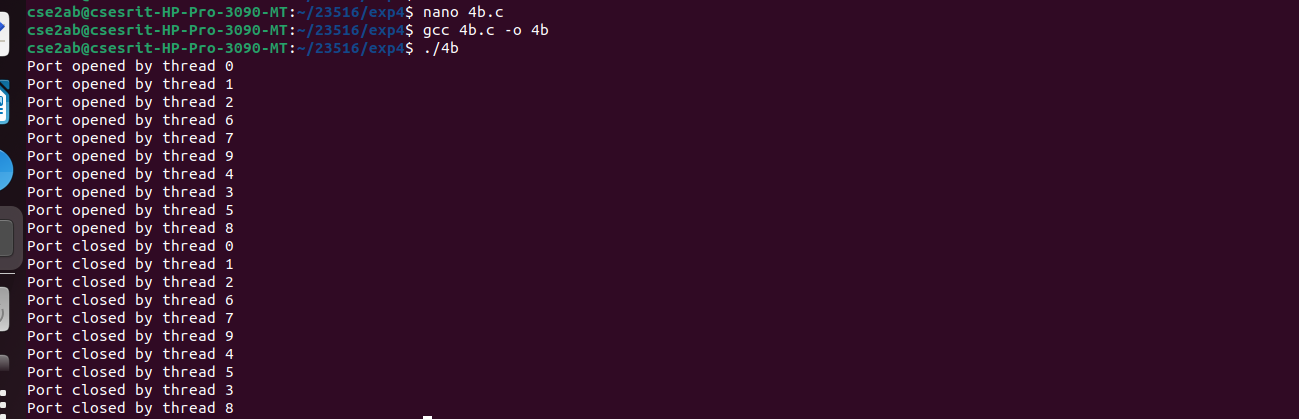 cse2ab@csesrit-HP-Pro-3090-MT:~/23516/exp4$ nano 4b.c
cse2ab@csesrit-HP-Pro-3090-MT:~/23516/exp4$ gcc 4b.c -o 4b
cse2ab@csesrit-HP-Pro-3090-MT:~/23516/exp4$ ./4b
Port opened by thread 0
Port opened by thread 1
Port opened by thread 2
Port opened by thread 6
Port opened by thread 7
Port opened by thread 9
Port opened by thread 4
Port opened by thread 3
Port opened by thread 5
Port opened by thread 8
Port closed by thread 0
Port closed by thread 1
Port closed by thread 2
Port closed by thread 6
Port closed by thread 7
Port closed by thread 9
Port closed by thread 4
Port closed by thread 5
Port closed by thread 3
Port closed by thread 8